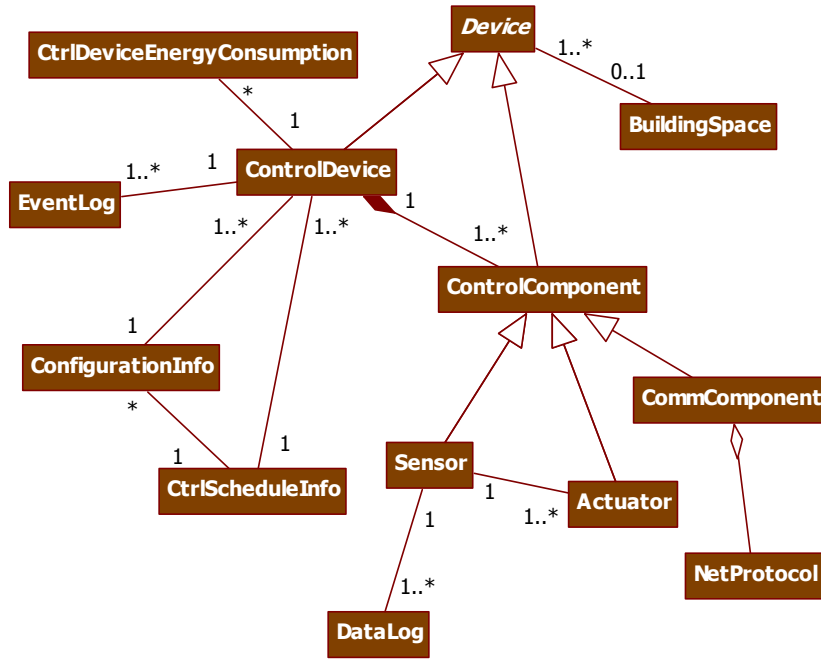 Device
CtrlDeviceEnergyConsumption
1..*
0..1
BuildingSpace
*
1
ControlDevice
1
1..*
EventLog
1
1..*
1..*
1..*
ControlComponent
1
ConfigurationInfo
*
CommComponent
1
1
CtrlScheduleInfo
Sensor
1
1
1..*
Actuator
NetProtocol
1..*
DataLog